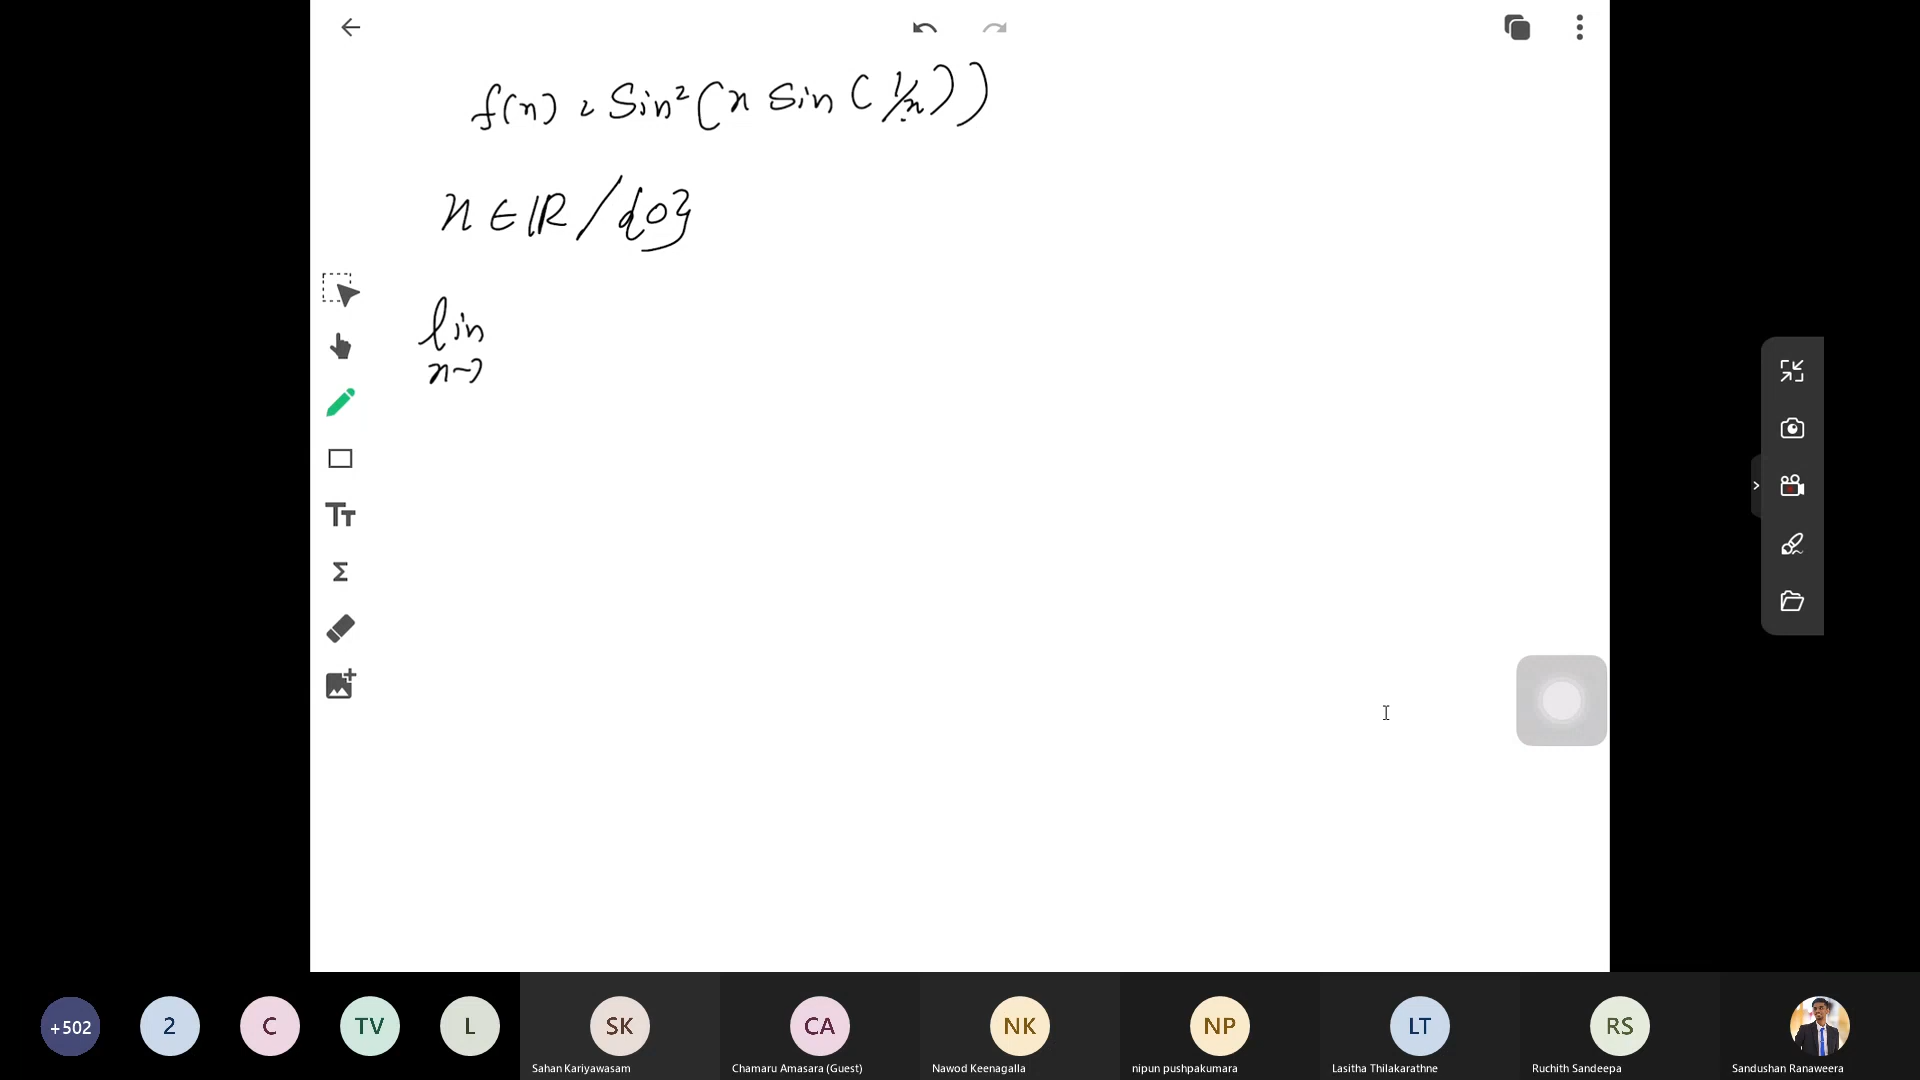 f(x) = Sin²(x Sin(1/x))
x ∈ ℝ / {0}
lim
x→
Tт
Σ
+502
2
C
TV
L
SK
CA
NK
NP
LT
RS
Sahan Kariyawasam
Chamaru Amasara (Guest)
Nawod Keenagalla
nipun pushpakumara
Lasitha Thilakarathne
Ruchith Sandeepa
Sandushan Ranaweera